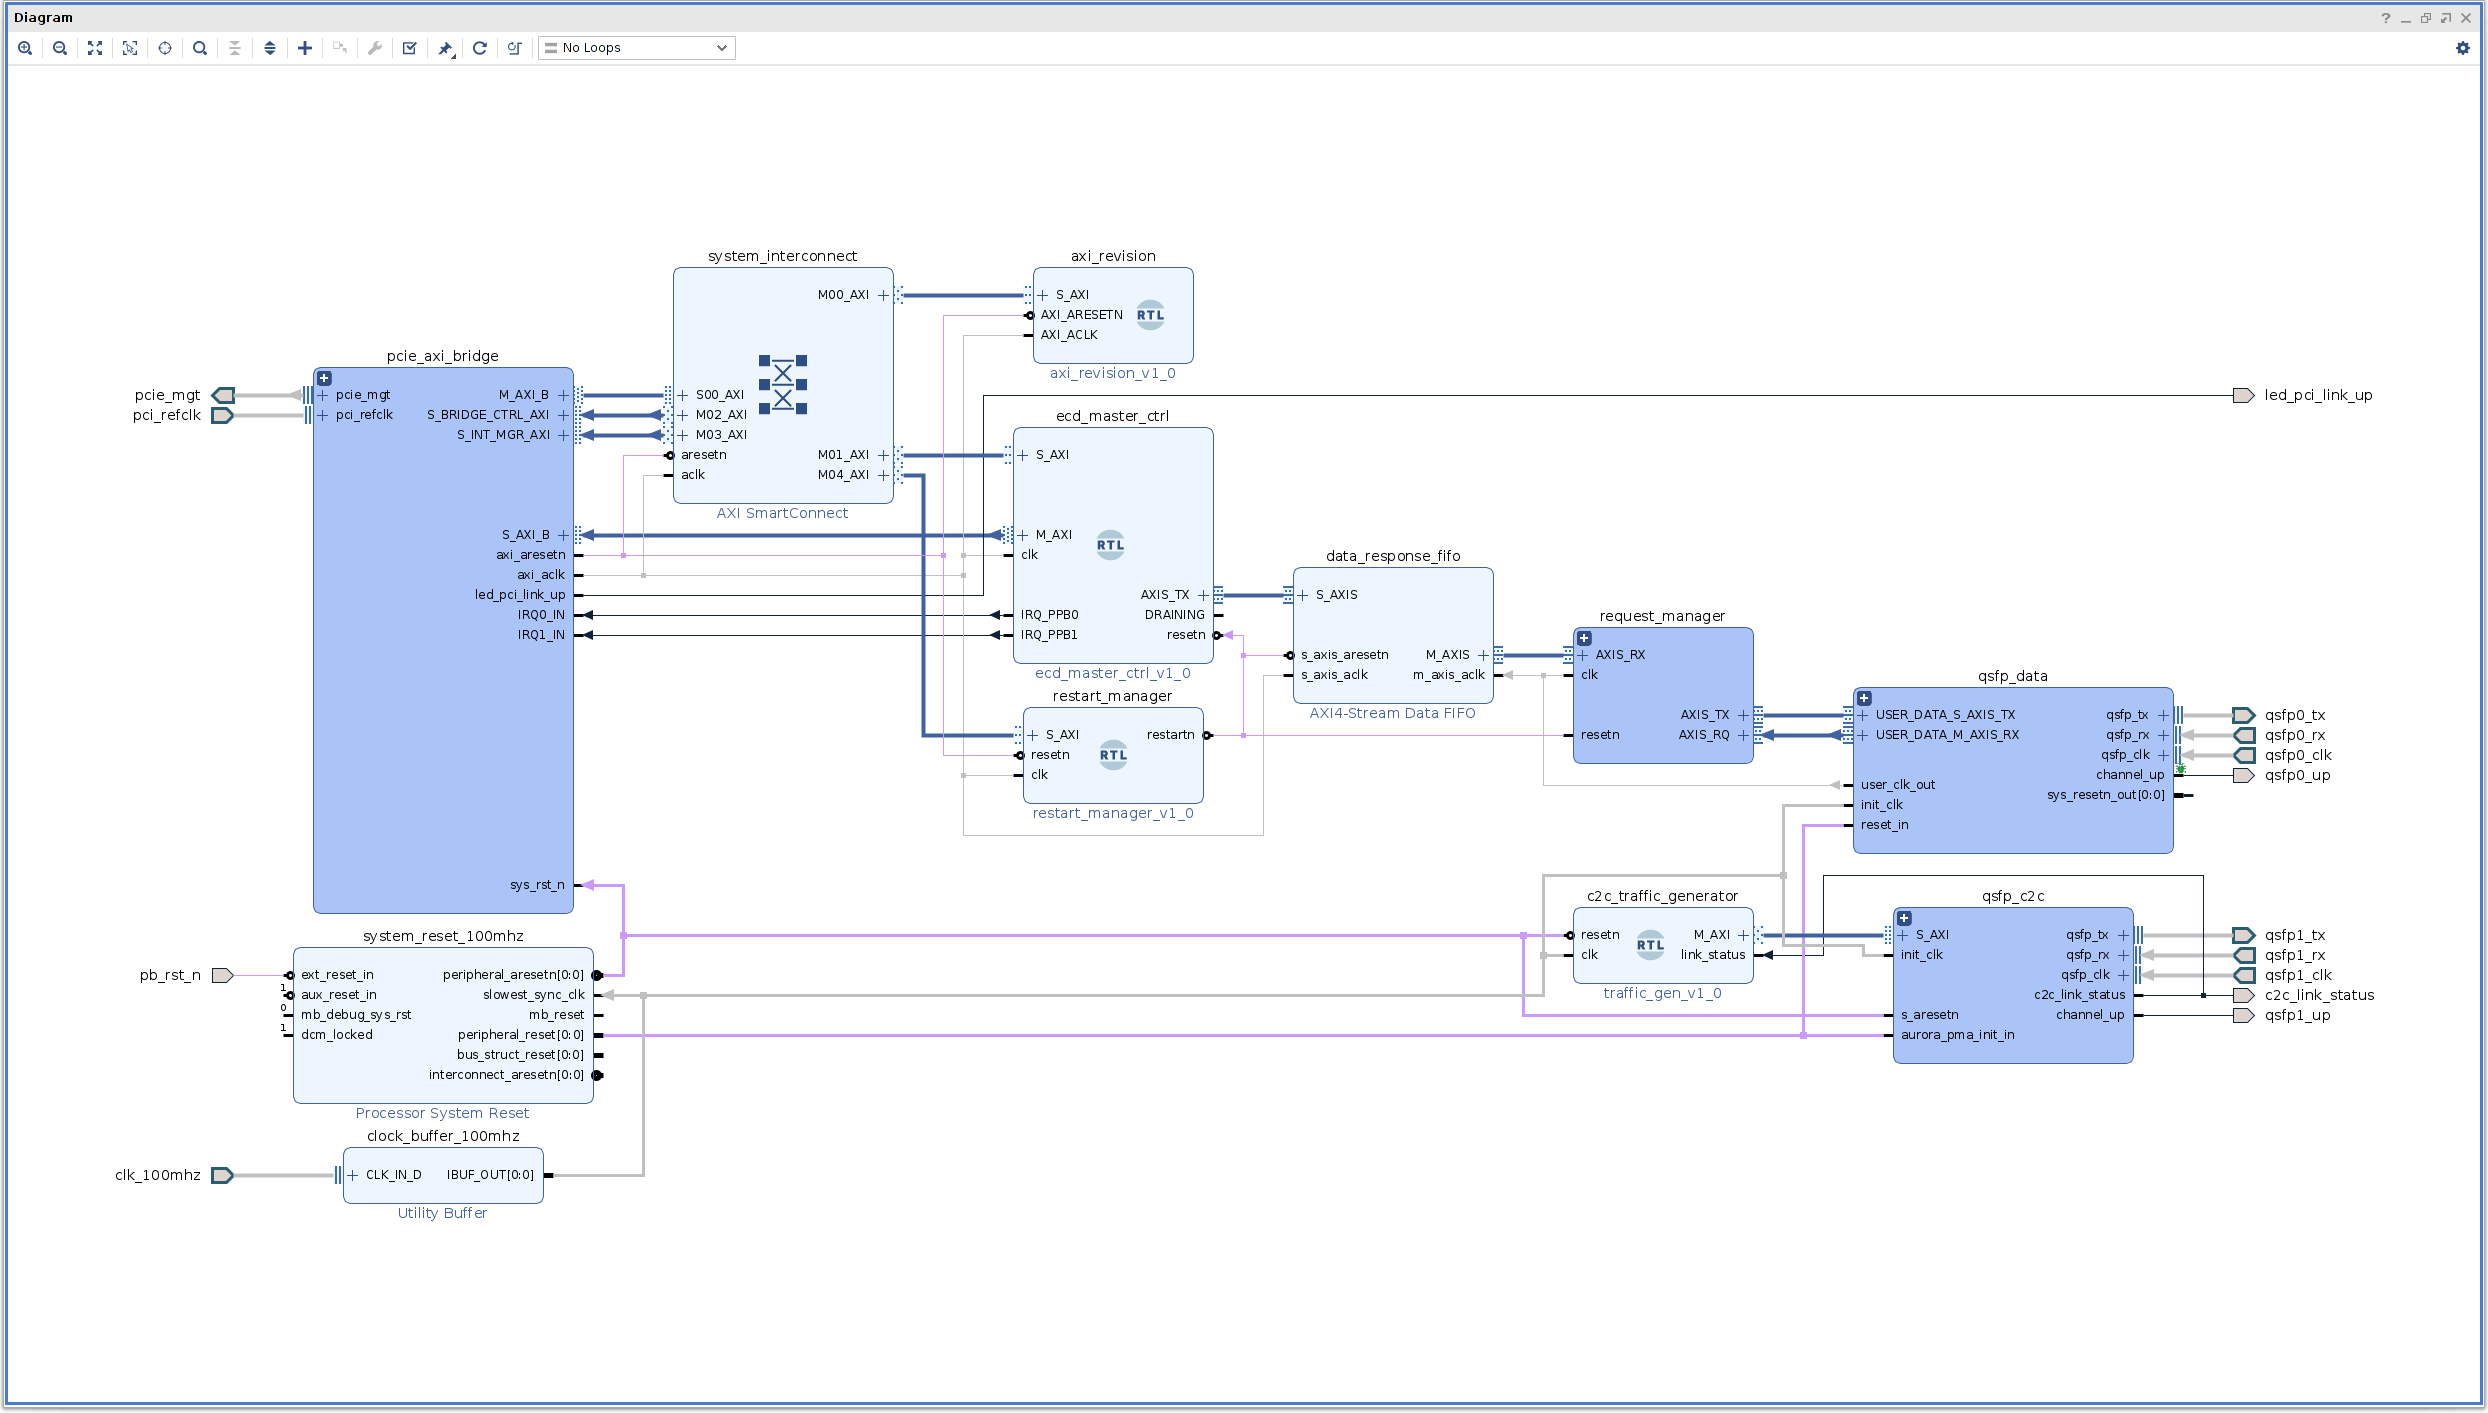 Diagram
?
No Loops
system_interconnect
M00_AXI
S00_AXI
M02_AXI
M03_AXI
aresetn
M01_AXI
aclk
M04_AXI
AXI SmartConnect
axi_revision
S_AXI
AXI_ARESETN
AXI_ACLK
RTL
axi_revision_v1_0
pcie_mgt
pci_refclk
pcie_axi_bridge
pcie_mgt
M_AXI_B
pci_refclk
S_BRIDGE_CTRL_AXI
S_INT_MGR_AXI
S_AXI_B
axi_aresetn
axi_aclk
led_pci_link_up
IRQ0_IN
IRQ1_IN
sys_rst_n
led_pci_link_up
ecd_master_ctrl
S_AXI
M_AXI
clk
RTL
AXIS_TX
IRQ_PPB0
DRAINING
IRQ_PPB1
resetn
ecd_master_ctrl_v1_0
restart_manager
S_AXI
restartn
resetn
clk
RTL
restart_manager_v1_0
data_response_fifo
S_AXIS
s_axis_aresetn
M_AXIS
s_axis_aclk
m_axis_aclk
AXI4-Stream Data FIFO
request_manager
AXIS_RX
clk
AXIS_TX
AXIS_RQ
resetn
qsfp_data
USER_DATA_S_AXIS_TX
qsfp_tx
USER_DATA_M_AXIS_RX
qsfp_rx
qsfp_clk
channel_up
user_clk_out
sys_resetn_out[0:0]
init_clk
reset_in
qsfp0_tx
qsfp0_rx
qsfp0_clk
qsfp0_up
c2c_traffic_generator
resetn
M_AXI
clk
link_status
RTL
traffic_gen_v1_0
qsfp_c2c
S_AXI
qsfp_tx
init_clk
qsfp_rx
qsfp_clk
c2c_link_status
s_aresetn
channel_up
aurora_pma_init_in
qsfp1_tx
qsfp1_rx
qsfp1_clk
c2c_link_status
qsfp1_up
pb_rst_n
system_reset_100mhz
ext_reset_in
peripheral_aresetn[0:0]
1
aux_reset_in
slowest_sync_clk
0
mb_debug_sys_rst
mb_reset
1
dcm_locked
peripheral_reset[0:0]
bus_struct_reset[0:0]
interconnect_aresetn[0:0]
Processor System Reset
clk_100mhz
clock_buffer_100mhz
CLK_IN_D
IBUF_OUT[0:0]
Utility Buffer